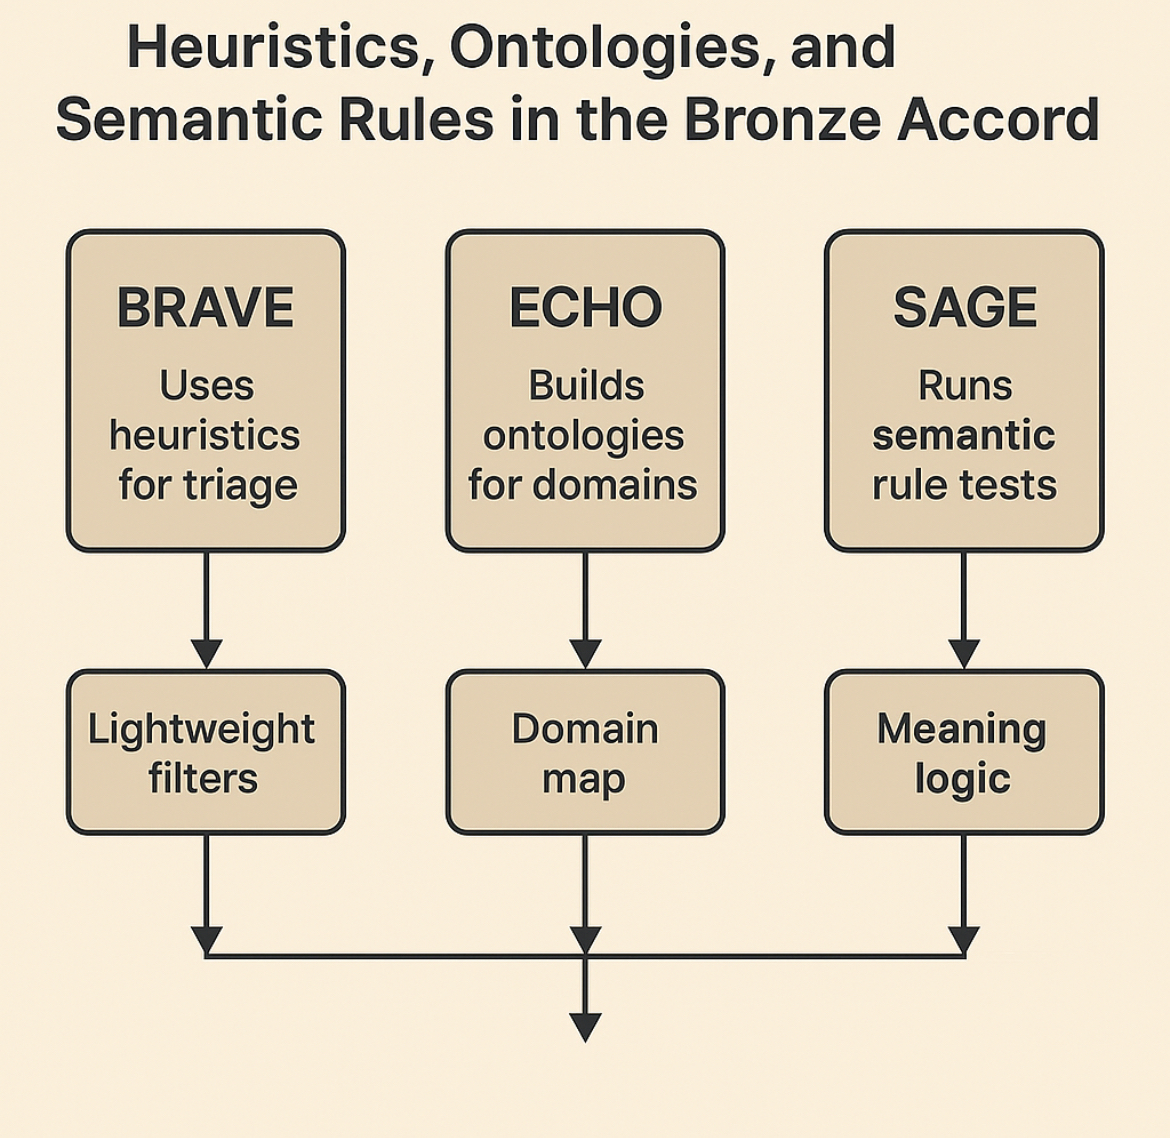 Heuristics, Ontologies, and
Semantic Rules in the Bronze Accord
BRAVE
Uses
heuristics
for triage
ECHO
Builds
ontologies
for domains
SAGE
Runs
semantic
rule tests
Lightweight
filters
Domain
map
Meaning
logic